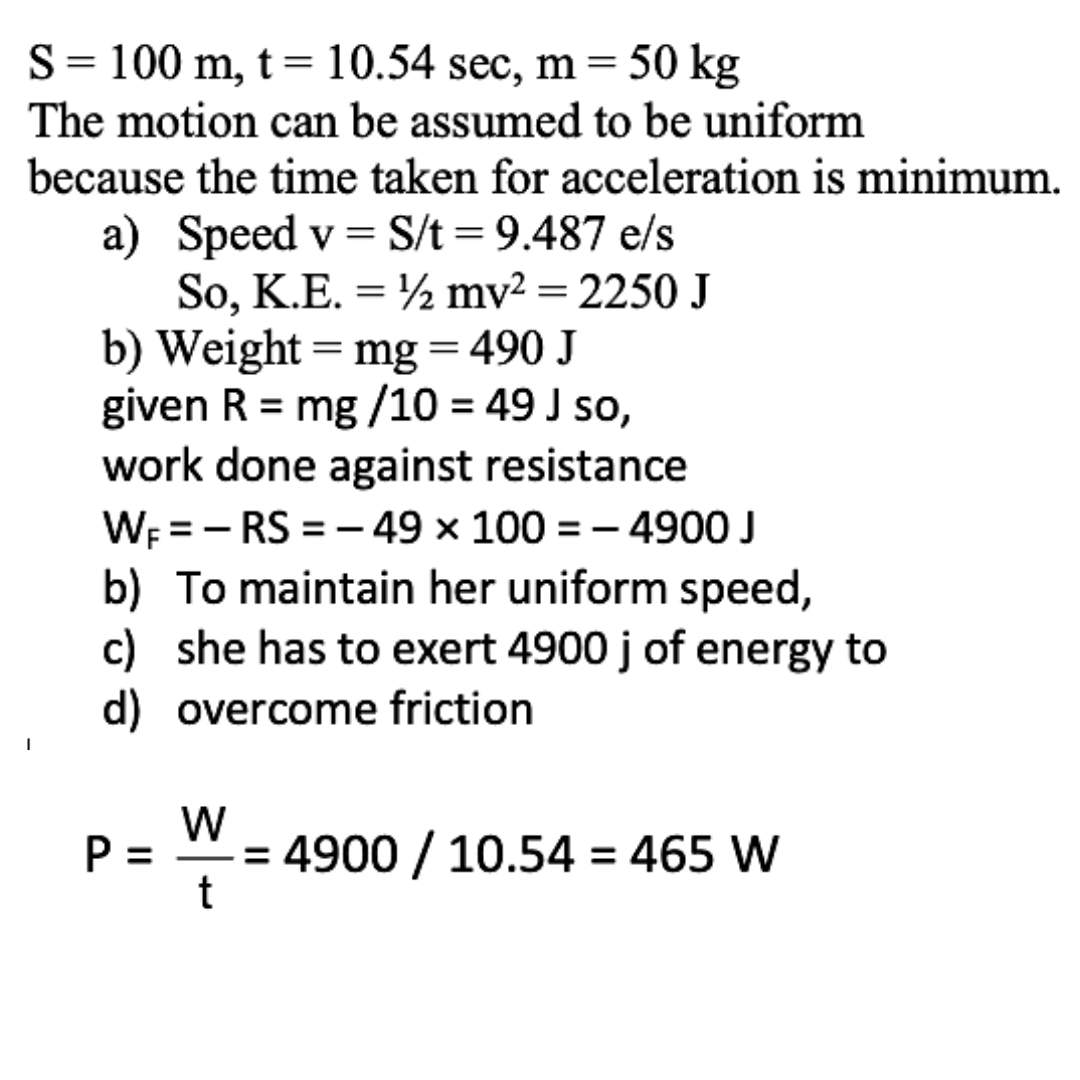 S = 100 m, t = 10.54 sec, m = 50 kg
The motion can be assumed to be uniform
because the time taken for acceleration is minimum.
a) Speed v = S/t = 9.487 e/s
So, K.E. = ½ mv² = 2250 J
b) Weight = mg = 490 J
given R = mg /10 = 49 J so,
work done against resistance
W_F = – RS = – 49 × 100 = – 4900 J
b) To maintain her uniform speed,
c) she has to exert 4900 j of energy to
d) overcome friction
P = W/t = 4900 / 10.54 = 465 W